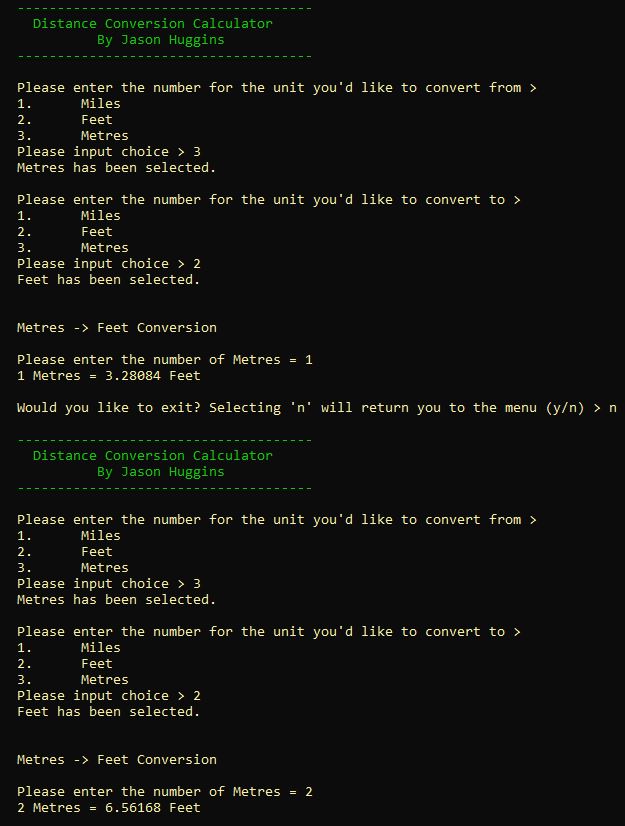 -------------------------------------
Distance Conversion Calculator
By Jason Huggins
-------------------------------------
Please enter the number for the unit you'd like to convert from >
1. Miles
2. Feet
3. Metres
Please input choice > 3
Metres has been selected.
Please enter the number for the unit you'd like to convert to >
1. Miles
2. Feet
3. Metres
Please input choice > 2
Feet has been selected.
Metres -> Feet Conversion
Please enter the number of Metres = 1
1 Metres = 3.28084 Feet
Would you like to exit? Selecting 'n' will return you to the menu (y/n) > n
-------------------------------------
Distance Conversion Calculator
By Jason Huggins
-------------------------------------
Please enter the number for the unit you'd like to convert from >
1. Miles
2. Feet
3. Metres
Please input choice > 3
Metres has been selected.
Please enter the number for the unit you'd like to convert to >
1. Miles
2. Feet
3. Metres
Please input choice > 2
Feet has been selected.
Metres -> Feet Conversion
Please enter the number of Metres = 2
2 Metres = 6.56168 Feet